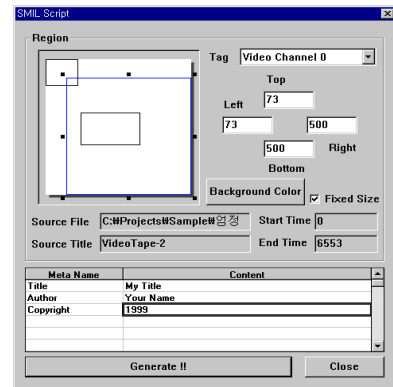 SMIL Script
Region
Tag Video Channel 0
Top
Left 73
73 500
500 Right
Bottom
Background Color
Fixed Size
Source File C:₩Projects₩Sample₩엄정 Start Time 0
Source Title VideoTape-2 End Time 6553
Meta Name Content
Title My Title
Author Your Name
Copyright 1999
Generate !! Close